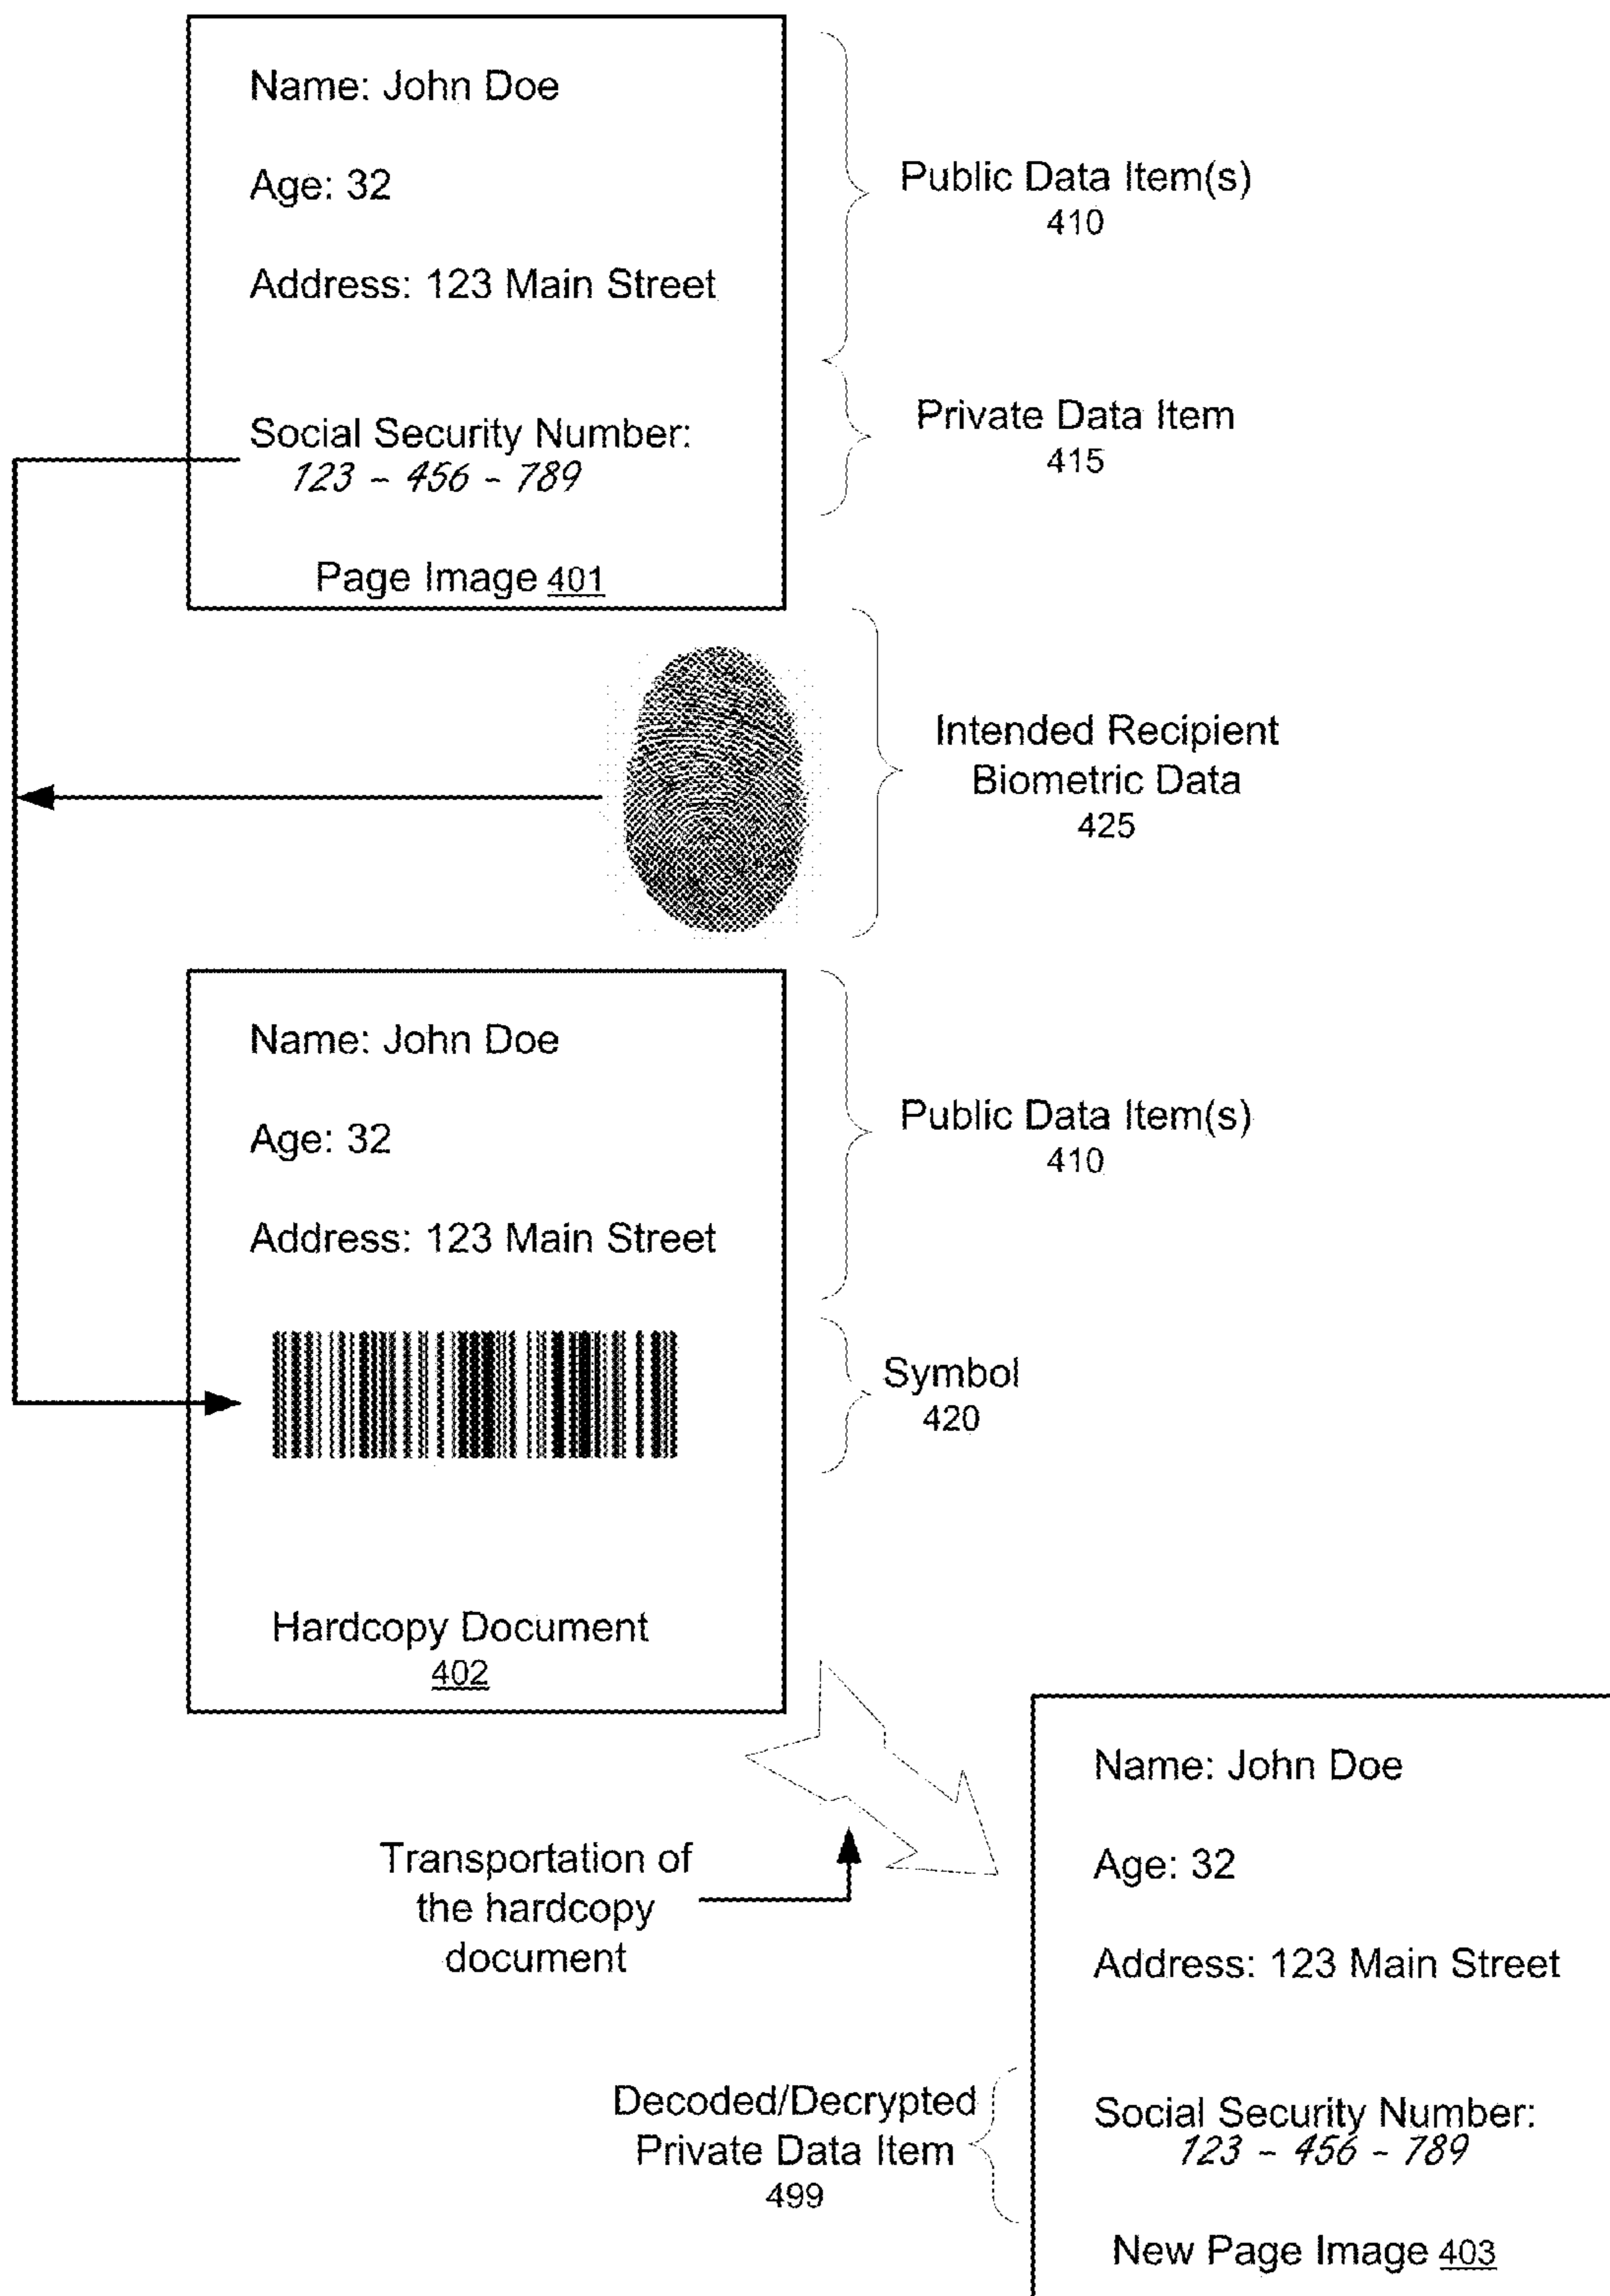 Name: John Doe
Age: 32
Address: 123 Main Street
Social Security Number:
123 - 456 - 789
Page Image 401
Public Data Item(s)
410
Private Data Item
415
Intended Recipient
Biometric Data
425
Name: John Doe
Age: 32
Address: 123 Main Street
Hardcopy Document
402
Public Data Item(s)
410
Symbol
420
Transportation of
the hardcopy
document
Name: John Doe
Age: 32
Address: 123 Main Street
Social Security Number:
123 - 456 - 789
New Page Image 403
Decoded/Decrypted
Private Data Item
499